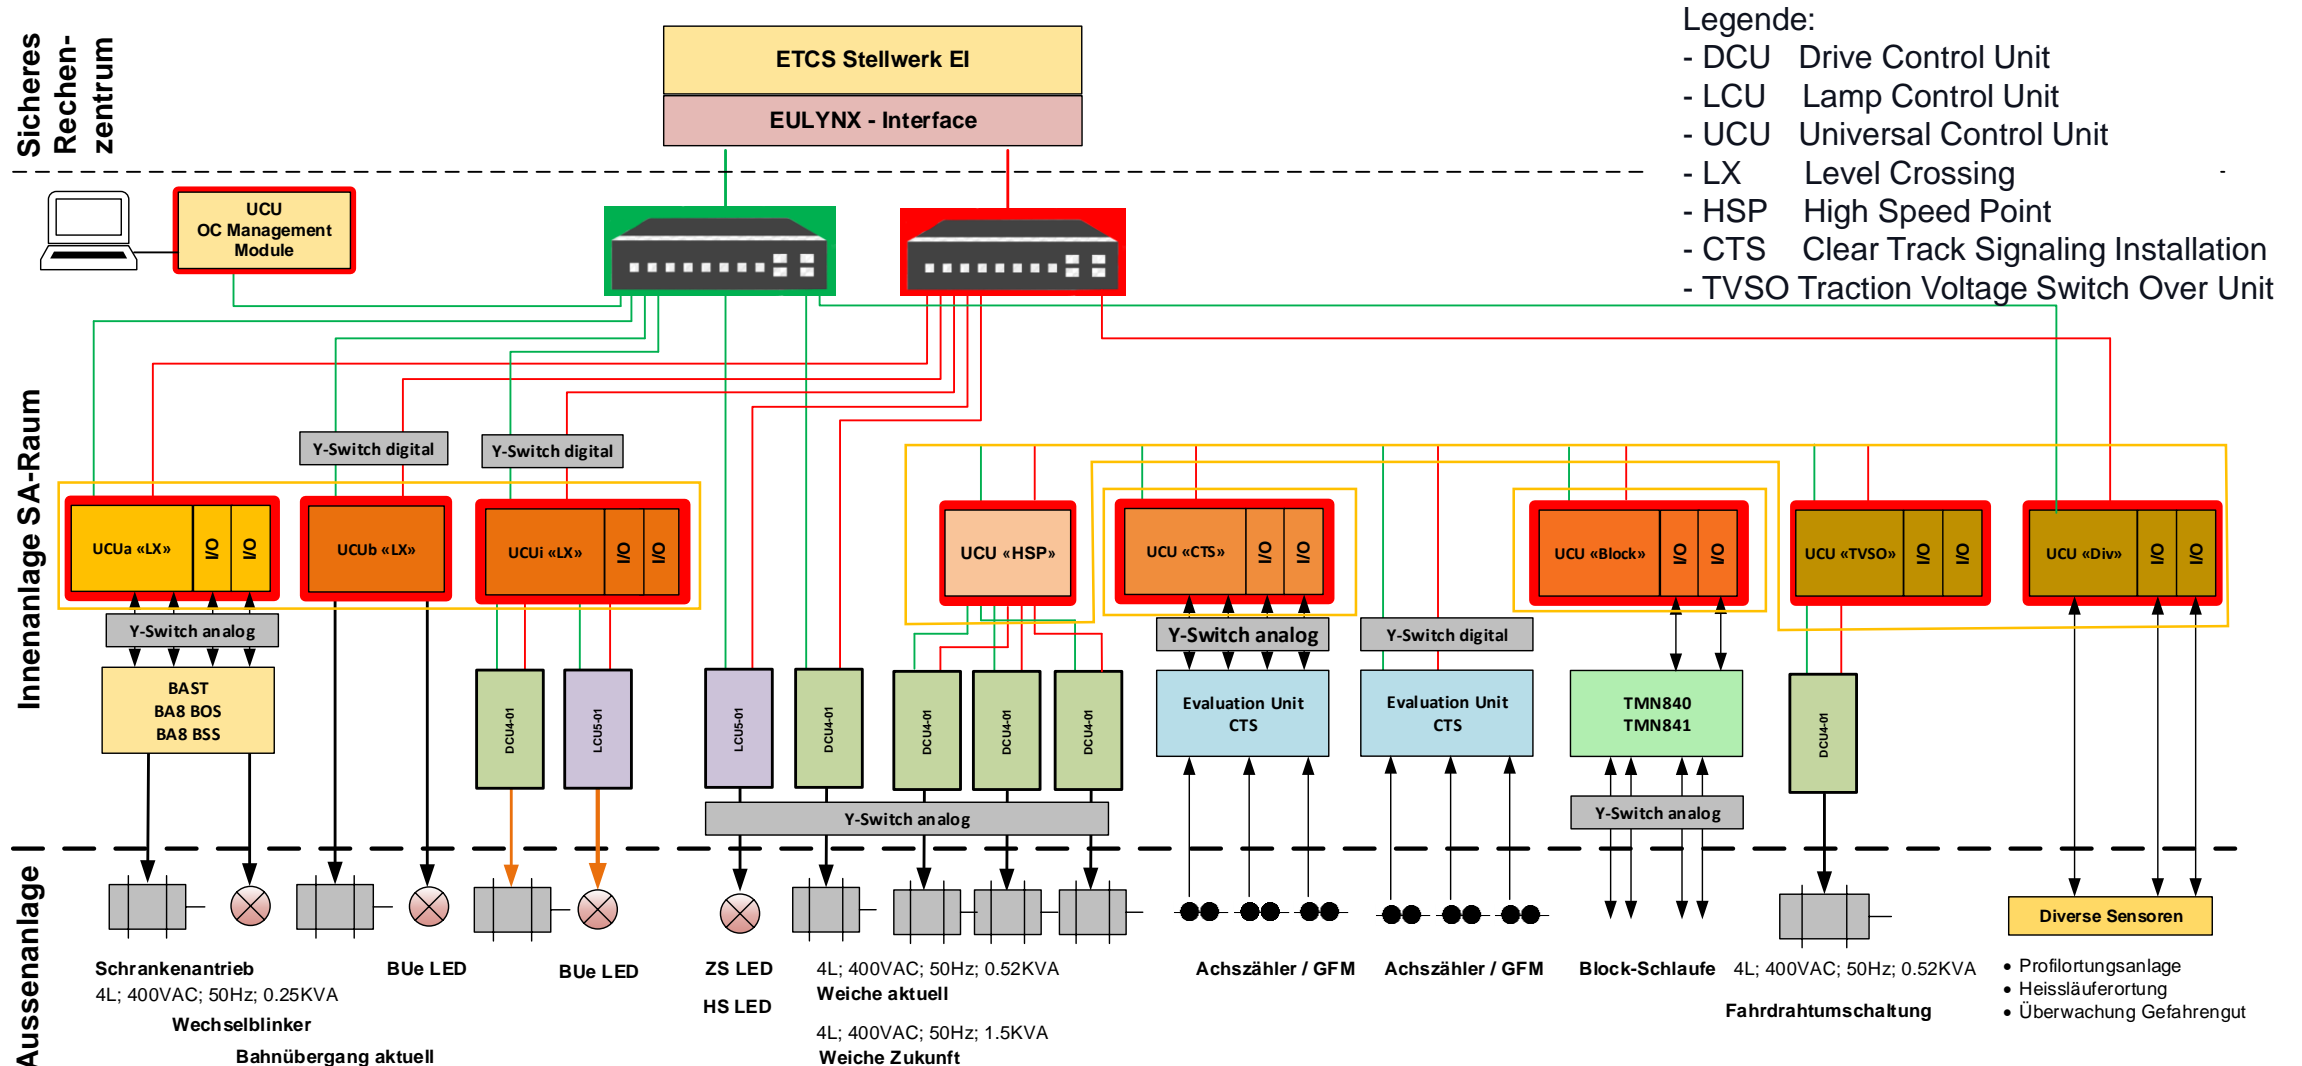 Sicheres
Rechen-
zentrum
ETCS Stellwerk EI
EULYNX - Interface
Legende:
- DCU Drive Control Unit
- LCU Lamp Control Unit
- UCU Universal Control Unit
- LX Level Crossing
- HSP High Speed Point
- CTS Clear Track Signaling Installation
- TVSO Traction Voltage Switch Over Unit
UCU
OC Management
Module
Innenanlage SA-Raum
Y-Switch digital
Y-Switch digital
UCUa «LX»
I/O
I/O
UCUb «LX»
UCUi «LX»
I/O
I/O
UCU «HSP»
UCU «CTS»
I/O
I/O
UCU «Block»
I/O
I/O
UCU «TVSO»
I/O
I/O
UCU «Div»
I/O
I/O
Y-Switch analog
Y-Switch analog
Y-Switch digital
BAST
BA8 BOS
BA8 BSS
DCU4-01
LCU5-01
LCU5-01
DCU4-01
DCU4-01
DCU4-01
DCU4-01
Evaluation Unit
CTS
Evaluation Unit
CTS
TMN840
TMN841
DCU4-01
Y-Switch analog
Y-Switch analog
Aussenanlage
Diverse Sensoren
Schrankenantrieb
4L; 400VAC; 50Hz; 0.25KVA
Wechselblinker
Bahnübergang aktuell
BUe LED
BUe LED
ZS LED
HS LED
4L; 400VAC; 50Hz; 0.52KVA
Weiche aktuell
4L; 400VAC; 50Hz; 1.5KVA
Weiche Zukunft
Achszähler / GFM
Achszähler / GFM
Block-Schlaufe
4L; 400VAC; 50Hz; 0.52KVA
Fahrdrahtumschaltung
• Profilortungsanlage
• Heissläuferortung
• Überwachung Gefahrengut